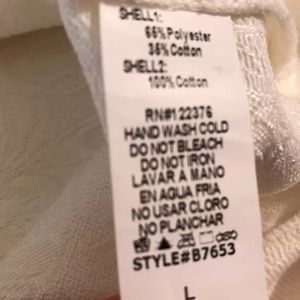 SHELL1:
65% Polyester
35% Cotton
SHELL2:
100% Cotton
RN#122376
HAND WASH COLD
DO NOT BLEACH
DO NOT IRON
LAVAR A MANO
EN AGUA FRIA
NO USAR CLORO
NO PLANCHAR
STYLE#B7653
L